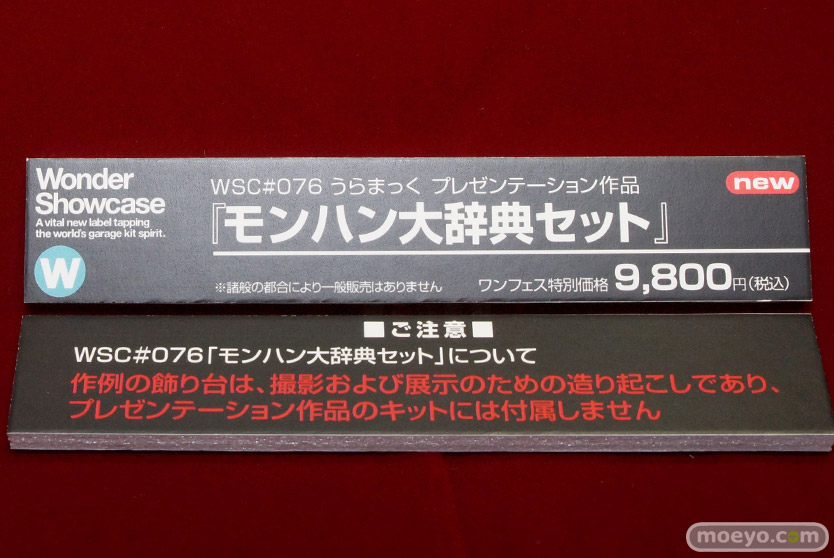 Wonder
Showcase
A vital new label tapping
the world's garage kit spirit.
W
WSC#076 うらまっく プレゼンテーション作品
new
『モンハン大辞典セット』
※諸般の都合により一般販売はありません
ワンフェス特別価格 9,800円(税込)
■ご注意■
WSC#076「モンハン大辞典セット」について
作例の飾り台は、撮影および展示のための造り起こしであり、
プレゼンテーション作品のキットには付属しません
moeyo.com